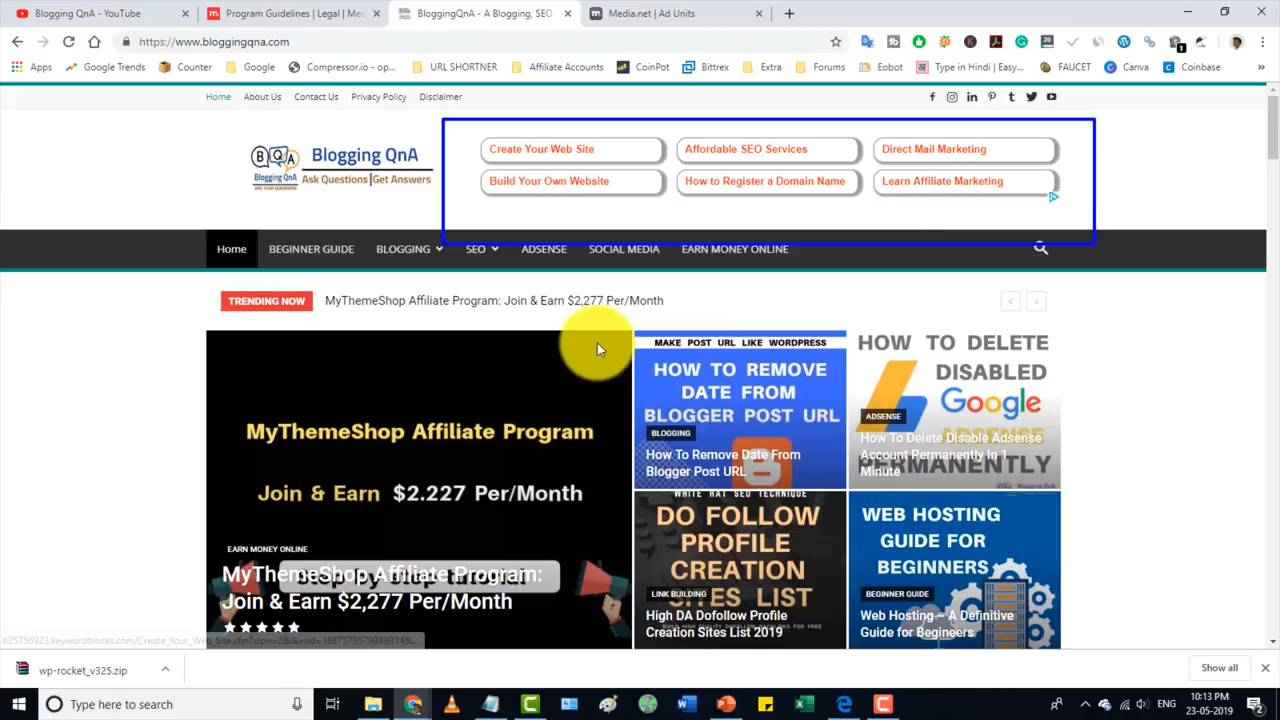 BloggingQnA - YouTube
Program Guidelines | Legal | Med
BloggingQnA - A Blogging, SEO
Media.net | Ad Units
https://www.bloggingqna.com
Apps
Google Trends
Counter
Google
Compressor.io - op...
URL SHORTNER
Affiliate Accounts
CoinPot
Bittrex
Extra
Forums
Eobot
Type in Hindi | Easy...
FAUCET
Canva
Coinbase
Home
About Us
Contact Us
Privacy Policy
Disclaimer
BQA
Blogging QnA
Blogging QnA
Ask Questions|Get Answers
Create Your Web Site
Affordable SEO Services
Direct Mail Marketing
Build Your Own Website
How to Register a Domain Name
Learn Affiliate Marketing
Home
BEGINNER GUIDE
BLOGGING
SEO
ADSENSE
SOCIAL MEDIA
EARN MONEY ONLINE
TRENDING NOW
MyThemeShop Affiliate Program: Join & Earn $2,277 Per/Month
MyThemeShop Affiliate Program
Join & Earn $2.227 Per/Month
EARN MONEY ONLINE
MyThemeShop Affiliate Program:
Join & Earn $2,277 Per/Month
MAKE POST URL LIKE WORDPRESS
HOW TO REMOVE
DATE FROM
BLOGGER POST URL
BLOGGING
How To Remove Date From
Blogger Post URL
HOW TO DELETE
DISABLED
Google
ADSENSE
ADSENSE
How To Delete Disable Adsense
Account Permanently In 1
Minute
PERMANENTLY
Blogging QnA
WHITE HAT SEO TECHNIQUE
DO FOLLOW
PROFILE
CREATION
SITES LIST
LINK BUILDING
High DA Dofollow Profile
Creation Sites List 2019
WEB HOSTING
GUIDE FOR
BEGINNERS
BEGINNER GUIDE
Web Hosting – A Definitive
Guide for Beginners
wp-rocket_v325.zip
Show all
Type here to search
ENG
10:13 PM
23-05-2019
2